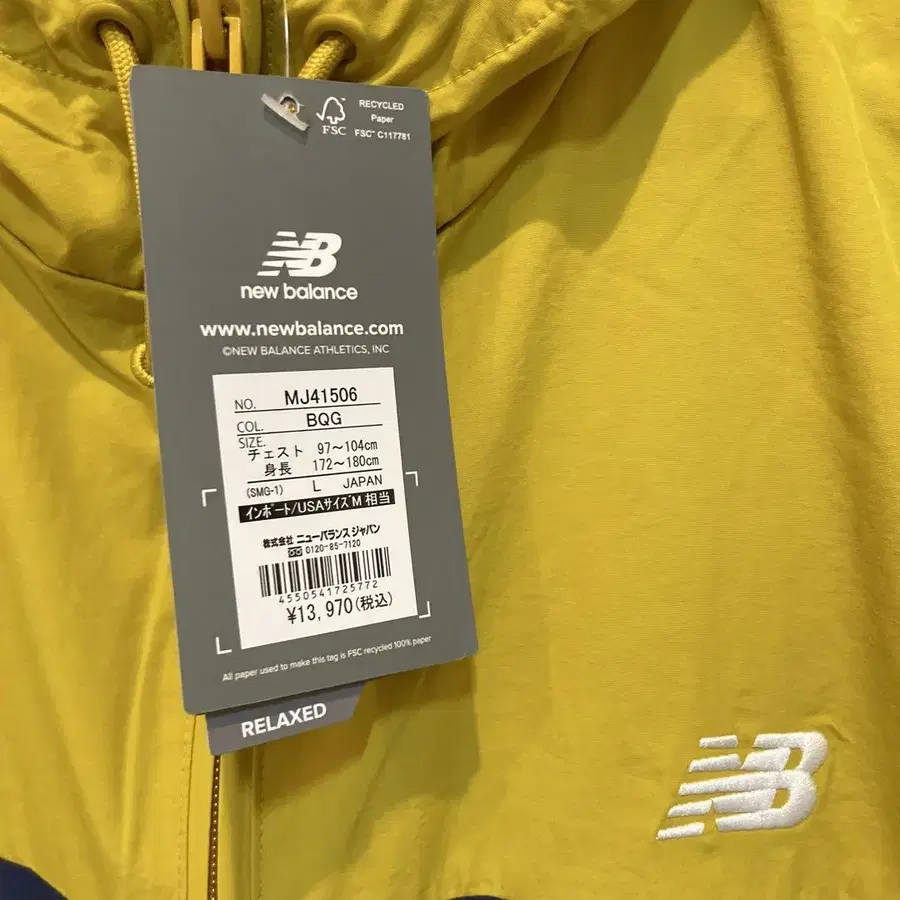 RECYCLED
Paper
FSC™ C117781
FSC
NB
new balance
www.newbalance.com
©NEW BALANCE ATHLETICS, INC
NO. MJ41506
COL. BQG
SIZE.
チェスト 97~104cm
身長 172~180cm
(SMG-1) L JAPAN
インポート/USAサイズM 相当
株式会社 ニューバランス ジャパン
0120-85-7120
4550541725772
¥13,970(税込)
All paper used to make this tag is FSC recycled 100% paper
RELAXED
NB